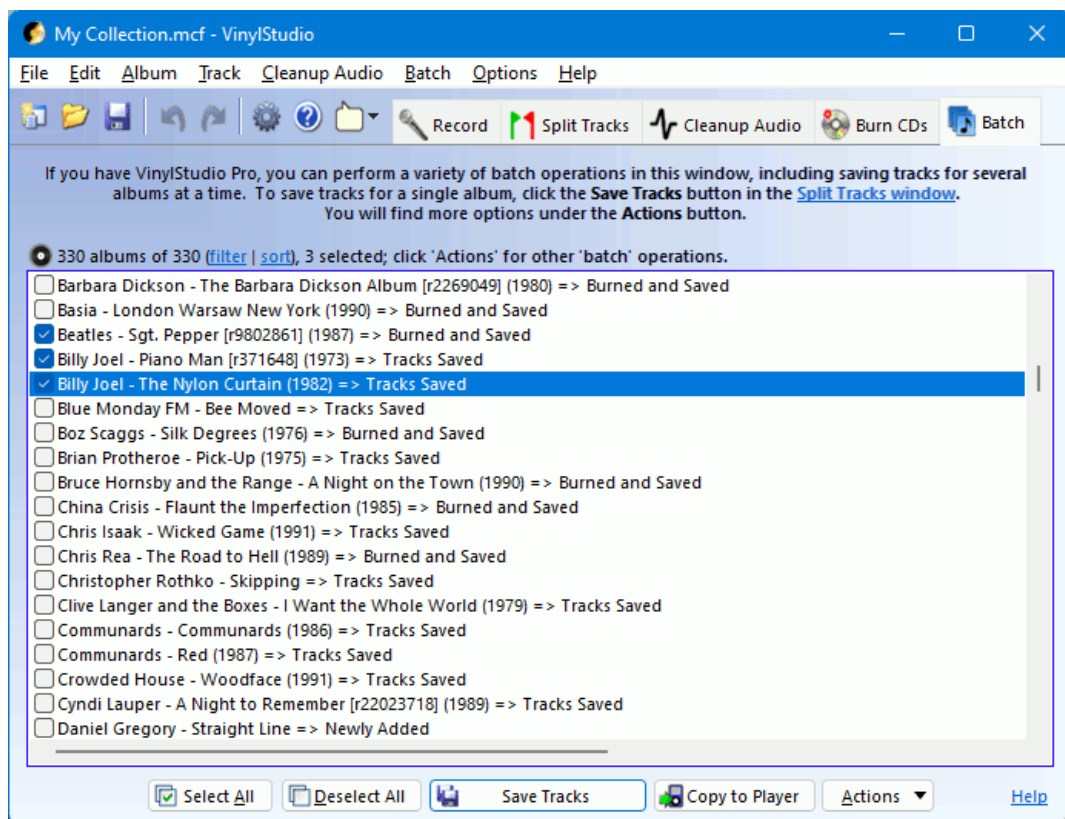 My Collection.mcf - VinylStudio
File Edit Album Track Cleanup Audio Batch Options Help
Record Split Tracks Cleanup Audio Burn CDs Batch
If you have VinylStudio Pro, you can perform a variety of batch operations in this window, including saving tracks for several
albums at a time. To save tracks for a single album, click the Save Tracks button in the Split Tracks window.
You will find more options under the Actions button.
330 albums of 330 (filter | sort), 3 selected; click 'Actions' for other 'batch' operations.
Barbara Dickson - The Barbara Dickson Album [r2269049] (1980) => Burned and Saved
Basia - London Warsaw New York (1990) => Burned and Saved
Beatles - Sgt. Pepper [r9802861] (1987) => Burned and Saved
Billy Joel - Piano Man [r371648] (1973) => Tracks Saved
Billy Joel - The Nylon Curtain (1982) => Tracks Saved
Blue Monday FM - Bee Moved => Tracks Saved
Boz Scaggs - Silk Degrees (1976) => Burned and Saved
Brian Protheroe - Pick-Up (1975) => Tracks Saved
Bruce Hornsby and the Range - A Night on the Town (1990) => Burned and Saved
China Crisis - Flaunt the Imperfection (1985) => Burned and Saved
Chris Isaak - Wicked Game (1991) => Tracks Saved
Chris Rea - The Road to Hell (1989) => Burned and Saved
Christopher Rothko - Skipping => Tracks Saved
Clive Langer and the Boxes - I Want the Whole World (1979) => Tracks Saved
Communards - Communards (1986) => Tracks Saved
Communards - Red (1987) => Tracks Saved
Crowded House - Woodface (1991) => Tracks Saved
Cyndi Lauper - A Night to Remember [r22023718] (1989) => Tracks Saved
Daniel Gregory - Straight Line => Newly Added
Select All Deselect All Save Tracks Copy to Player Actions Help